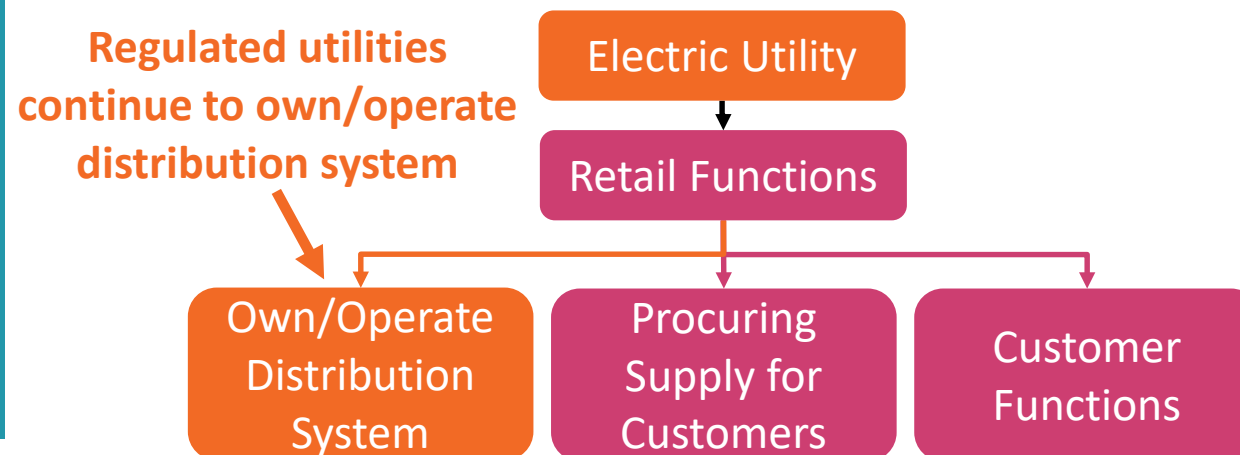 Regulated utilities
continue to own/operate
distribution system
Electric Utility
Retail Functions
Own/Operate
Distribution
System
Procuring
Supply for
Customers
Customer
Functions